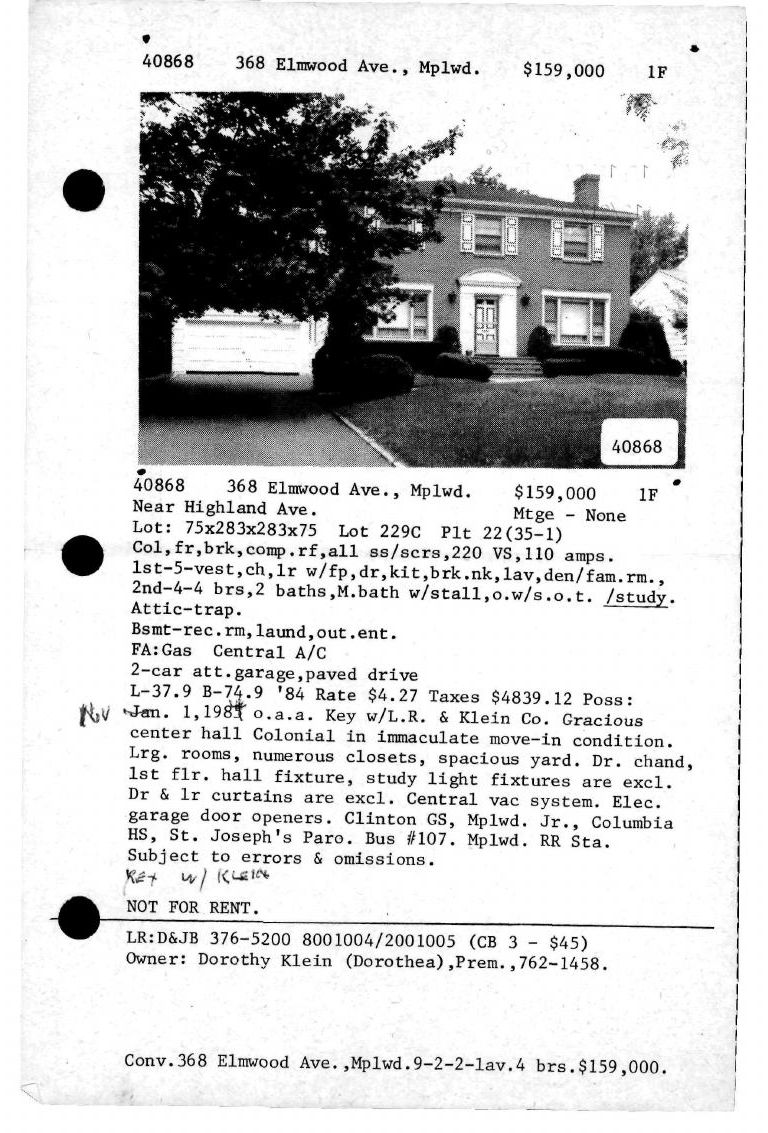 40868 368 Elmwood Ave., Mplwd. $159,000 1F
40868
40868 368 Elmwood Ave., Mplwd. $159,000 1F
Near Highland Ave. Mtge - None
Lot: 75x283x283x75 Lot 229C Plt 22(35-1)
Col,fr,brk,comp.rf,all ss/scrs,220 VS,110 amps.
1st-5-vest,ch,lr w/fp,dr,kit,brk.nk,lav,den/fam.rm.,
2nd-4-4 brs,2 baths,M.bath w/stall,o.w/s.o.t. /study.
Attic-trap.
Bsmt-rec.rm,laund,out.ent.
FA:Gas Central A/C
2-car att.garage,paved drive
L-37.9 B-74.9 '84 Rate $4.27 Taxes $4839.12 Poss:
Nov Jan. 1,198 o.a.a. Key w/L.R. & Klein Co. Gracious
center hall Colonial in immaculate move-in condition.
Lrg. rooms, numerous closets, spacious yard. Dr. chand,
1st flr. hall fixture, study light fixtures are excl.
Dr & lr curtains are excl. Central vac system. Elec.
garage door openers. Clinton GS, Mplwd. Jr., Columbia
HS, St. Joseph's Paro. Bus #107. Mplwd. RR Sta.
Subject to errors & omissions.
w/ KLEIN
NOT FOR RENT.
LR:D&JB 376-5200 8001004/2001005 (CB 3 - $45)
Owner: Dorothy Klein (Dorothea),Prem.,762-1458.
Conv.368 Elmwood Ave.,Mplwd.9-2-2-lav.4 brs.$159,000.